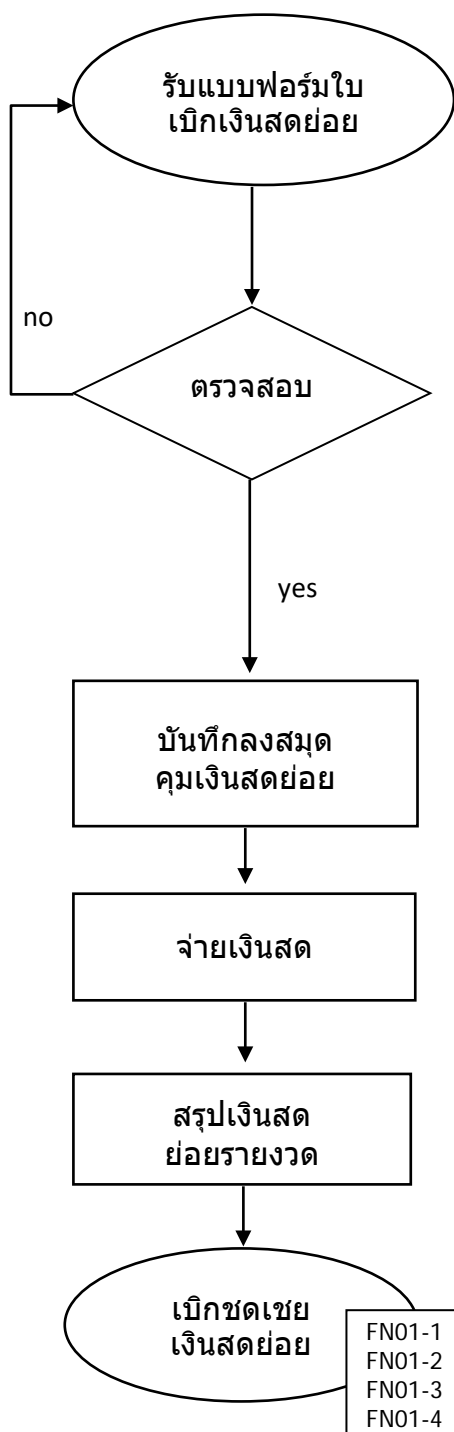 รับแบบฟอร์มใบ
เบิกเงินสดย่อย
no
ตรวจสอบ
yes
บันทึกลงสมุด
คุมเงินสดย่อย
จ่ายเงินสด
สรุปเงินสด
ย่อยรายงวด
เบิกชดเชย
เงินสดย่อย
FN01-1
FN01-2
FN01-3
FN01-4